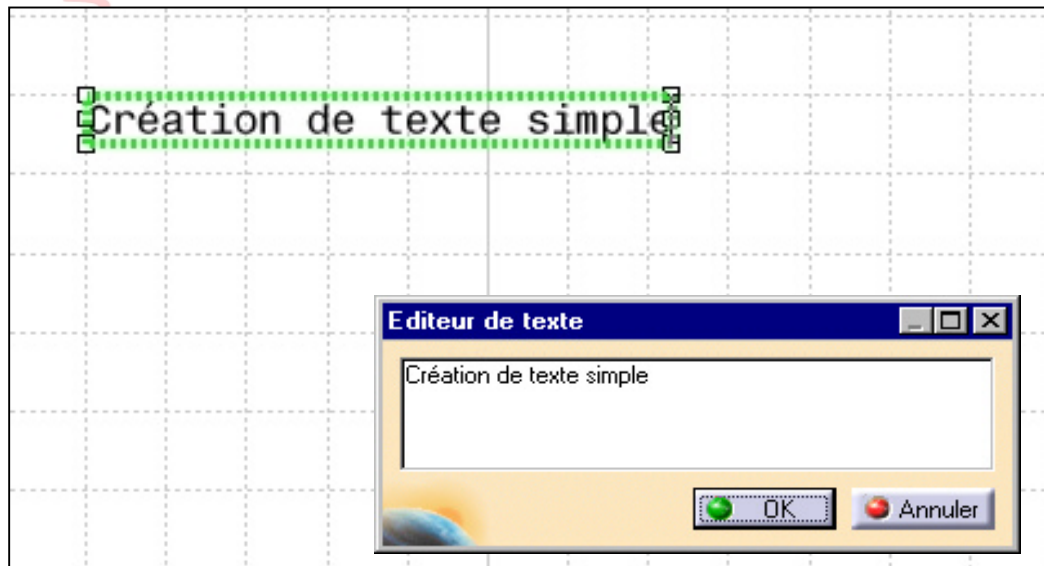 Création de texte simple
Editeur de texte
Création de texte simple
OK
Annuler